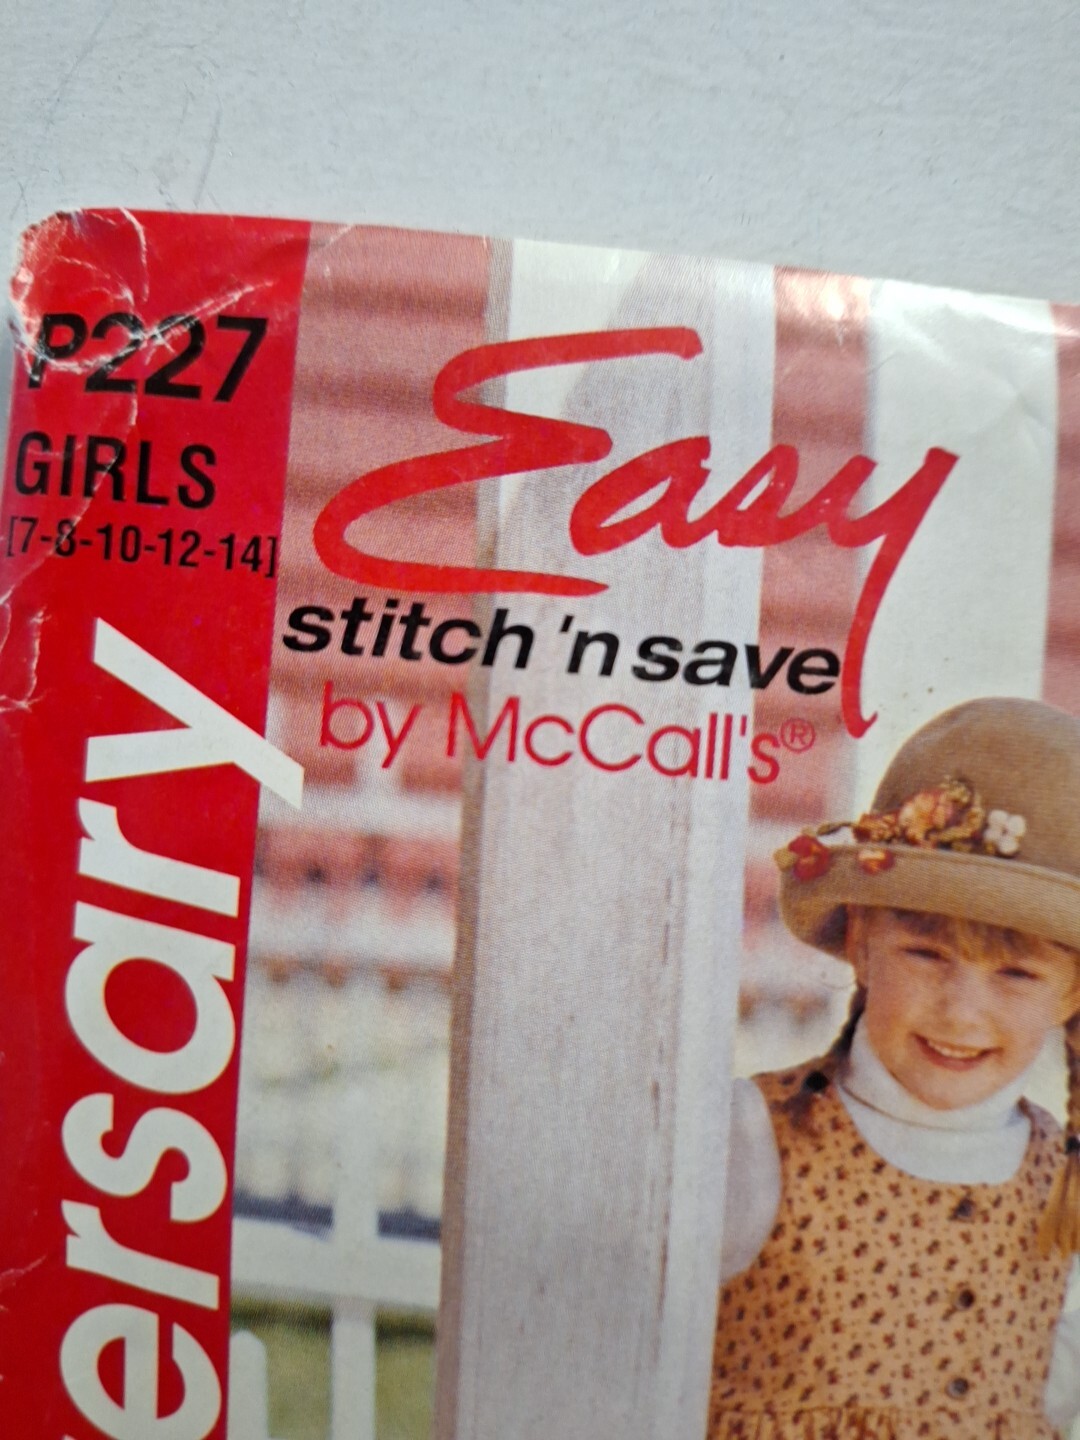 P227
GIRLS
[7-8-10-12-14]
Easy
stitch 'n save
by McCall's®
ersary